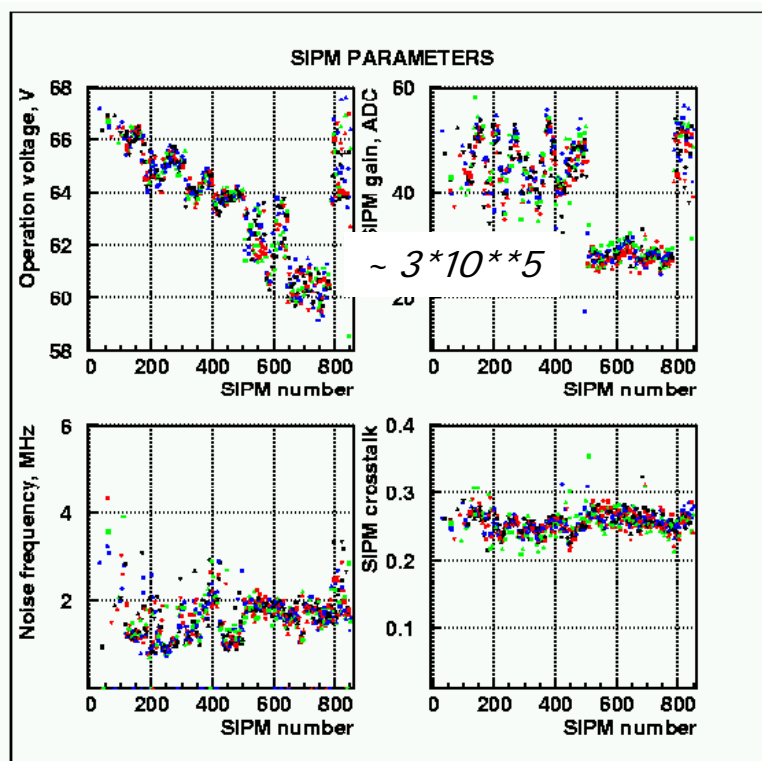 SIPM PARAMETERS
Operation voltage, V
68
66
64
62
60
58
0 200 400 600 800
SIPM number
SIPM gain, ADC
60
40
20
0 200 400 600 800
SIPM number
~ 3*10**5
Noise frequency, MHz
6
4
2
0 200 400 600 800
SIPM number
SIPM crosstalk
0.4
0.3
0.2
0.1
0 200 400 600 800
SIPM number